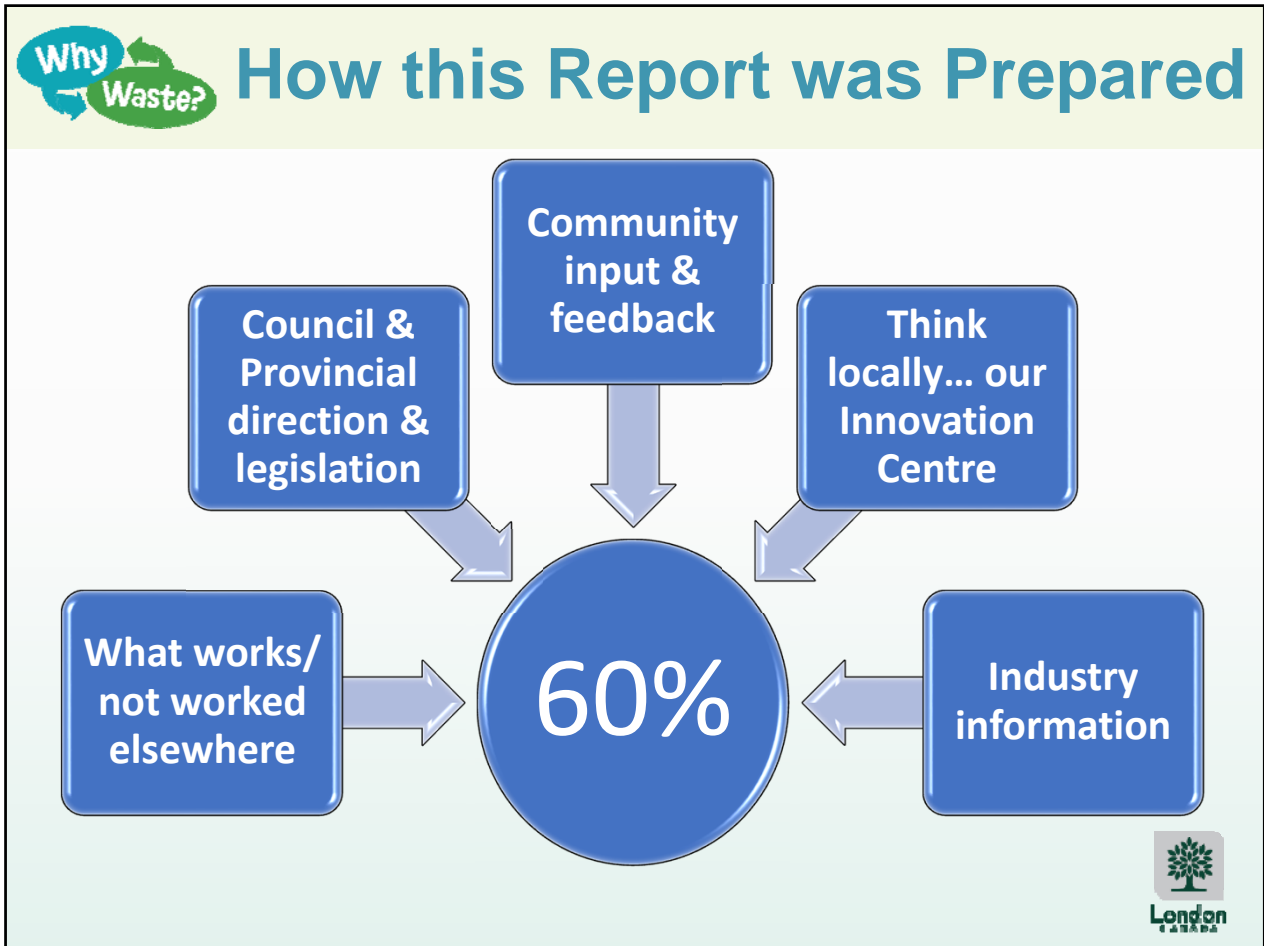 Why
Waste?
How this Report was Prepared
Community
input &
feedback
Council &
Provincial
direction &
legislation
Think
locally... our
Innovation
Centre
What works/
not worked
elsewhere
60%
Industry
information
London
CANADA